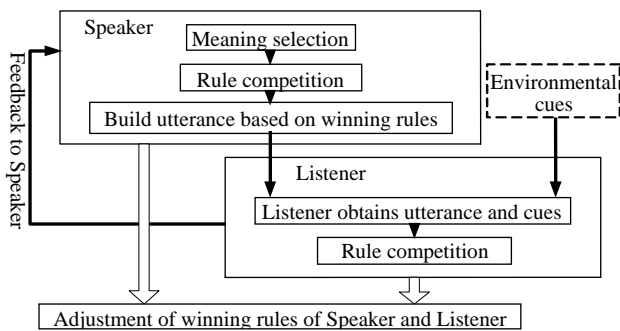 Speaker
Meaning selection
Rule competition
Build utterance based on winning rules
Feedback to Speaker
Environmental
cues
Listener
Listener obtains utterance and cues
Rule competition
Adjustment of winning rules of Speaker and Listener